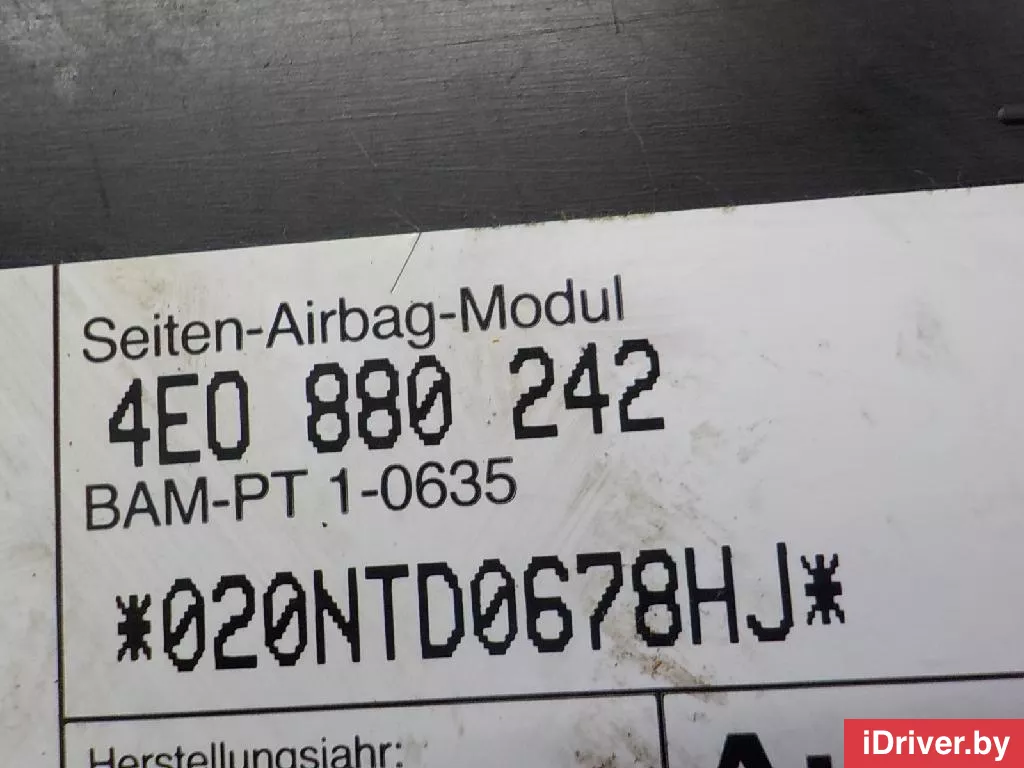 Seiten-Airbag-Modul
4E0 880 242
BAM-PT 1-0635
*020NTD0678HJ*
Herstellungsjahr:
iDriver.by